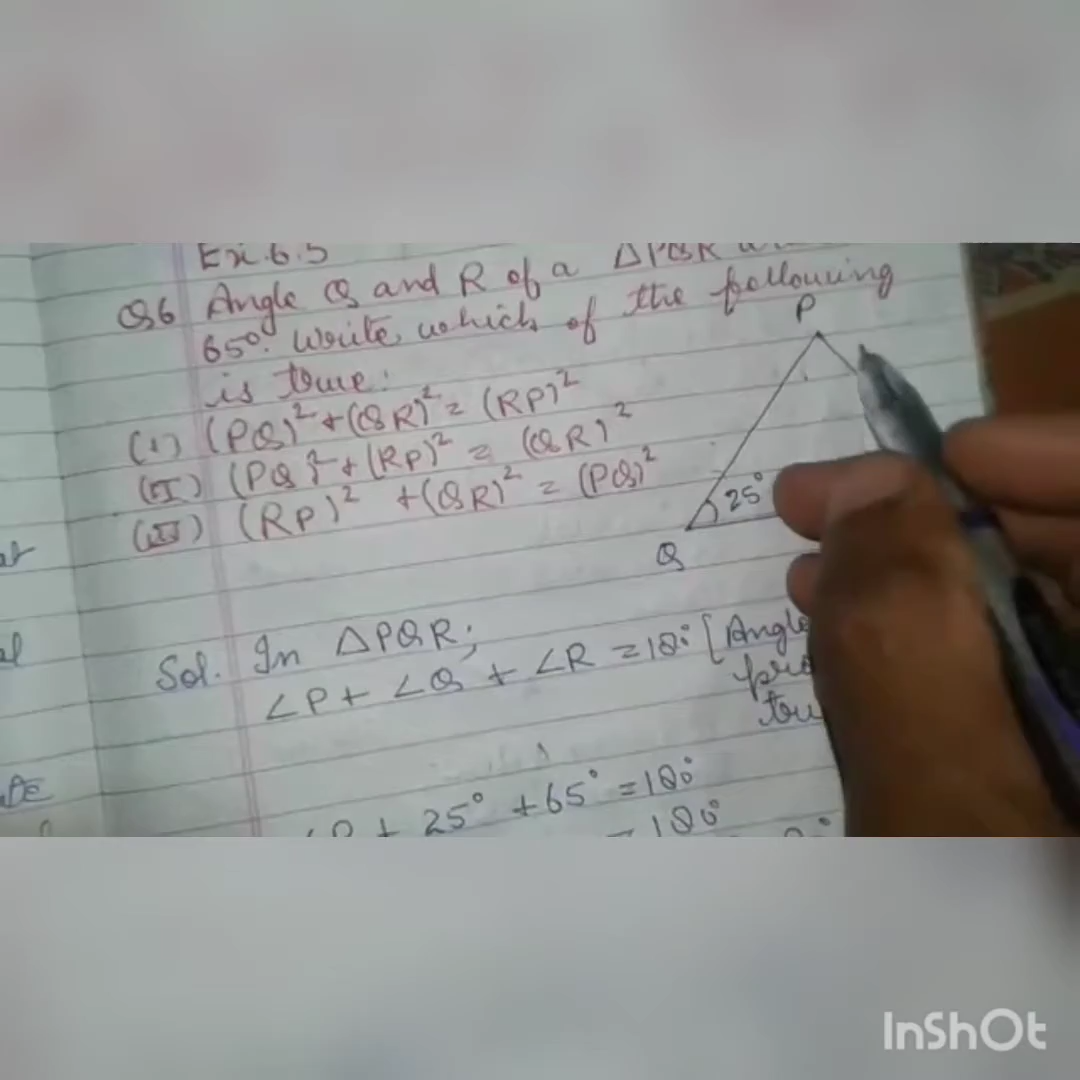 Ex.6.5
Q6 Angle Q and R of a △PQR
65°. Write which of the following
is true:
(I) (PQ)² + (QR)² = (RP)²
(II) (PQ)² + (RP)² = (QR)²
(III) (RP)² + (QR)² = (PQ)²
P
25°
Q
Sol. In △PQR;
∠P + ∠Q + ∠R = 180° [Angle
∠P + 25° + 65° = 180°
= 180°
InShOt